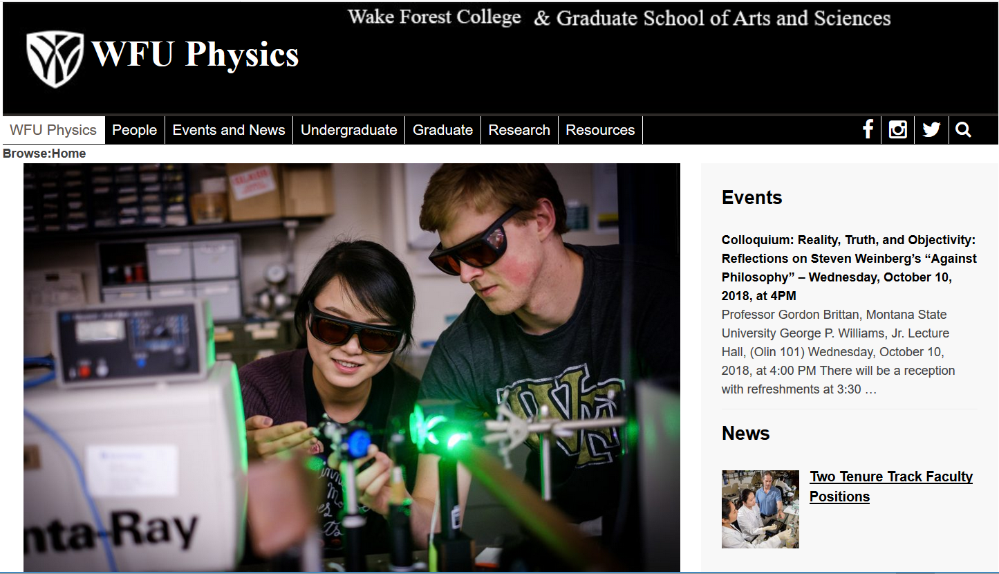 Wake Forest College & Graduate School of Arts and Sciences
WFU Physics
WFU Physics People Events and News Undergraduate Graduate Research Resources
Browse:Home
nta-Ray
Events
Colloquium: Reality, Truth, and Objectivity:
Reflections on Steven Weinberg’s “Against
Philosophy” – Wednesday, October 10,
2018, at 4PM
Professor Gordon Brittan, Montana State
University George P. Williams, Jr. Lecture
Hall, (Olin 101) Wednesday, October 10,
2018, at 4:00 PM There will be a reception
with refreshments at 3:30 …
News
Two Tenure Track Faculty
Positions